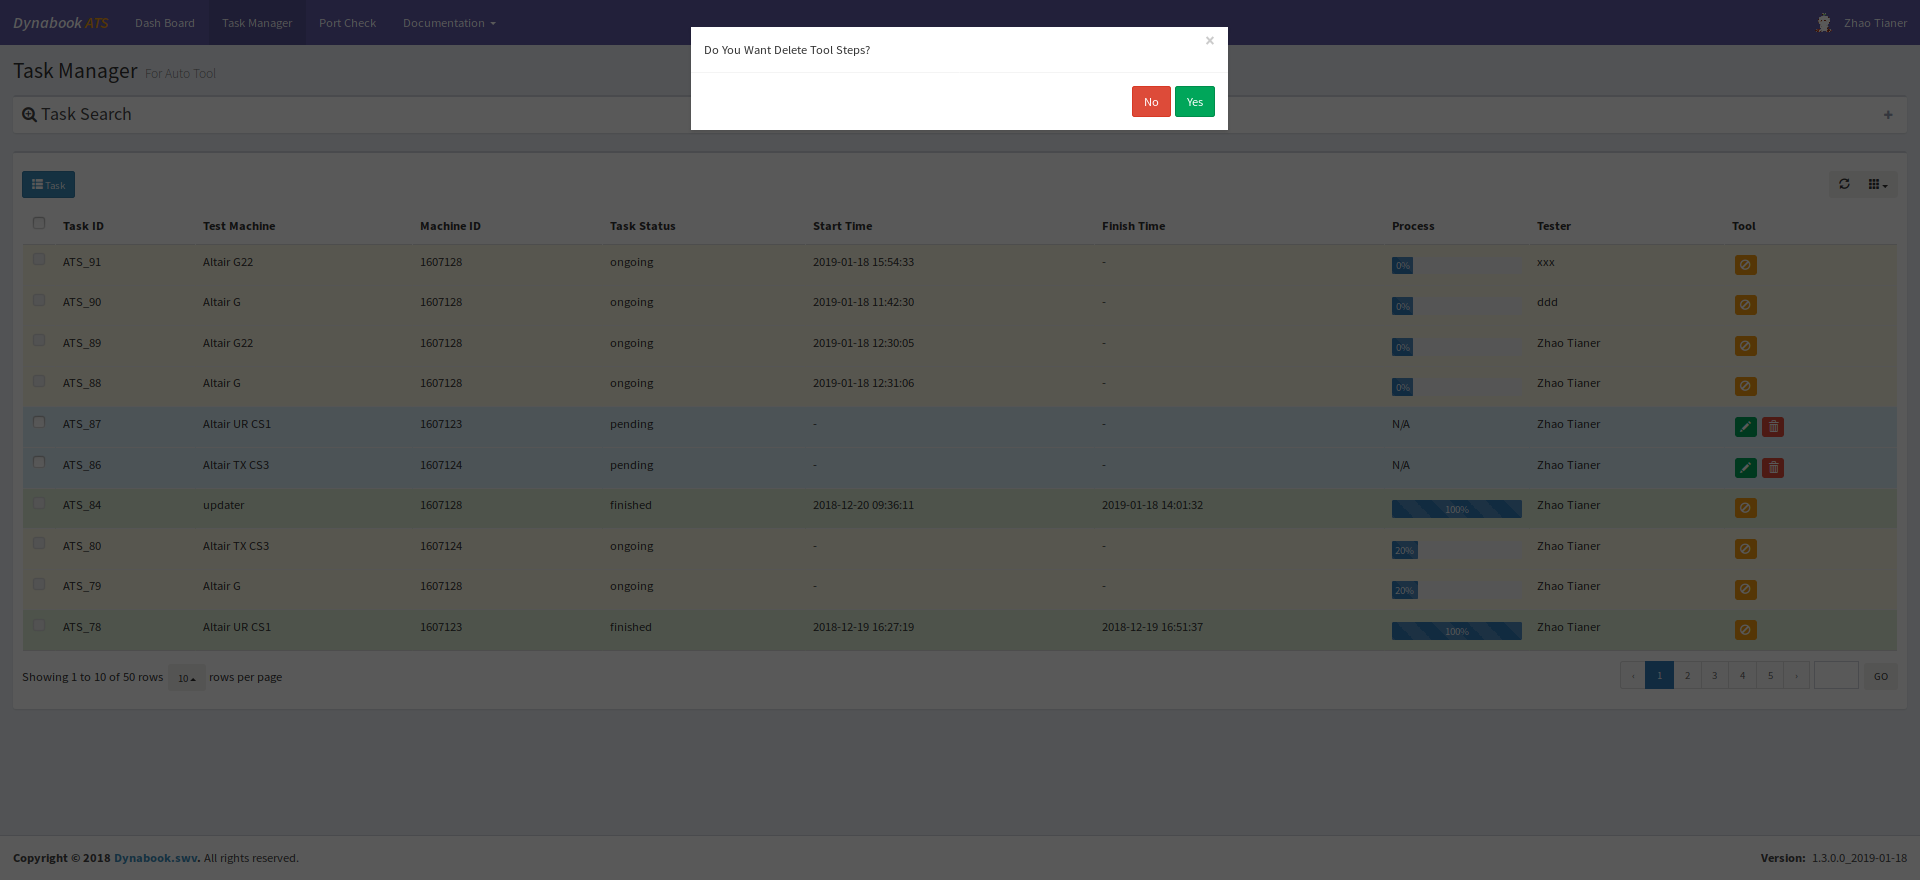 Dynabook ATS Dash Board Task Manager Port Check Documentation Zhao Tianer
Do You Want Delete Tool Steps? ×
No Yes
Task Manager For Auto Tool
Task Search
Task
Task ID Test Machine Machine ID Task Status Start Time Finish Time Process Tester Tool
ATS_91 Altair G22 1607128 ongoing 2019-01-18 15:54:33 - 0% xxx
ATS_90 Altair G 1607128 ongoing 2019-01-18 11:42:30 - 0% ddd
ATS_89 Altair G22 1607128 ongoing 2019-01-18 12:30:05 - 0% Zhao Tianer
ATS_88 Altair G 1607128 ongoing 2019-01-18 12:31:06 - 0% Zhao Tianer
ATS_87 Altair UR CS1 1607123 pending - - N/A Zhao Tianer
ATS_86 Altair TX CS3 1607124 pending - - N/A Zhao Tianer
ATS_84 updater 1607128 finished 2018-12-20 09:36:11 2019-01-18 14:01:32 100% Zhao Tianer
ATS_80 Altair TX CS3 1607124 ongoing - - 20% Zhao Tianer
ATS_79 Altair G 1607128 ongoing - - 20% Zhao Tianer
ATS_78 Altair UR CS1 1607123 finished 2018-12-19 16:27:19 2018-12-19 16:51:37 100% Zhao Tianer
Showing 1 to 10 of 50 rows 10 rows per page ‹ 1 2 3 4 5 › GO
Copyright © 2018 Dynabook.swv. All rights reserved. Version: 1.3.0.0_2019-01-18